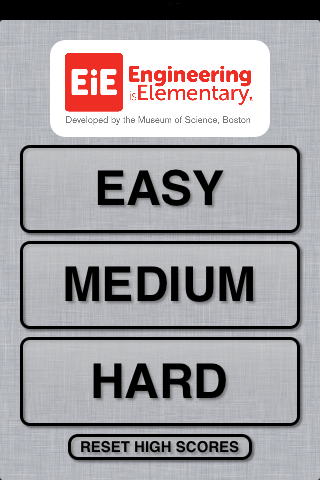 EiE Engineering
is Elementary.
Developed by the Museum of Science, Boston
EASY
MEDIUM
HARD
RESET HIGH SCORES